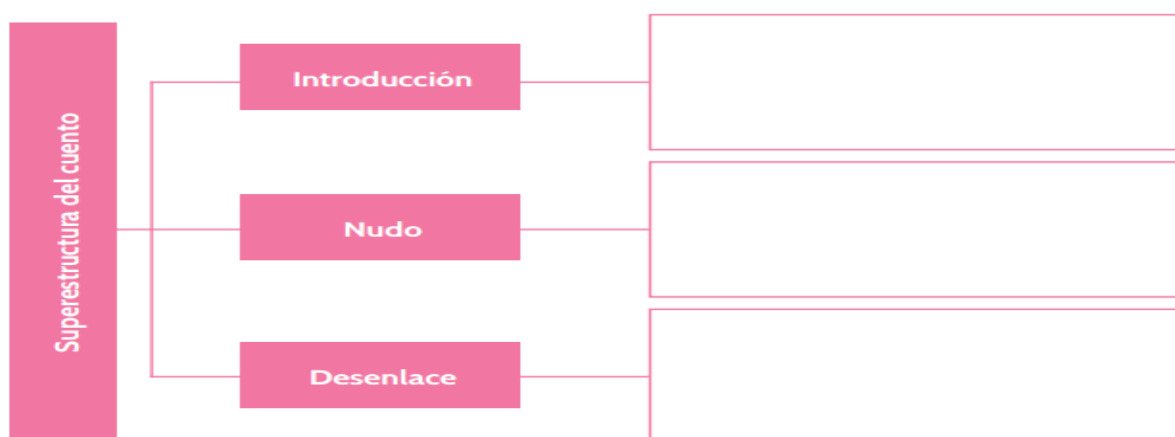 Superestructura del cuento
Introducción
Nudo
Desenlace